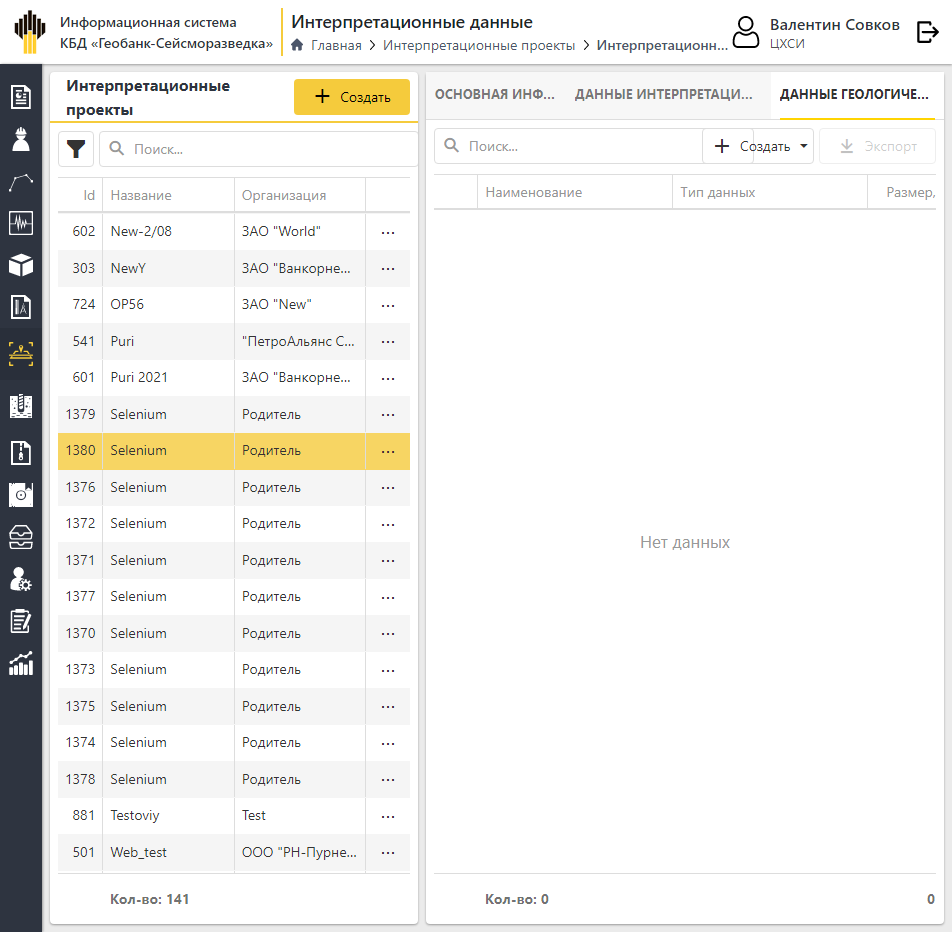 Информационная система
КБД «Геобанк-Сейсморазведка»
Интерпретационные данные
Главная > Интерпретационные проекты > Интерпретационн...
Валентин Совков
ЦХСИ
Интерпретационные
проекты
Создать
Поиск...
Id Название Организация
602 New-2/08 ЗАО "World" ...
303 NewY ЗАО "Ванкорне... ...
724 OP56 ЗАО "New" ...
541 Puri "ПетроАльянс С... ...
601 Puri 2021 ЗАО "Ванкорне... ...
1379 Selenium Родитель ...
1380 Selenium Родитель ...
1376 Selenium Родитель ...
1372 Selenium Родитель ...
1371 Selenium Родитель ...
1377 Selenium Родитель ...
1370 Selenium Родитель ...
1373 Selenium Родитель ...
1375 Selenium Родитель ...
1374 Selenium Родитель ...
1378 Selenium Родитель ...
881 Testoviy Test ...
501 Web_test ООО "РН-Пурне... ...
Кол-во: 141
ОСНОВНАЯ ИНФ... ДАННЫЕ ИНТЕРПРЕТАЦИ... ДАННЫЕ ГЕОЛОГИЧЕ...
Поиск... Создать Экспорт
Наименование Тип данных Размер,
Нет данных
Кол-во: 0 0